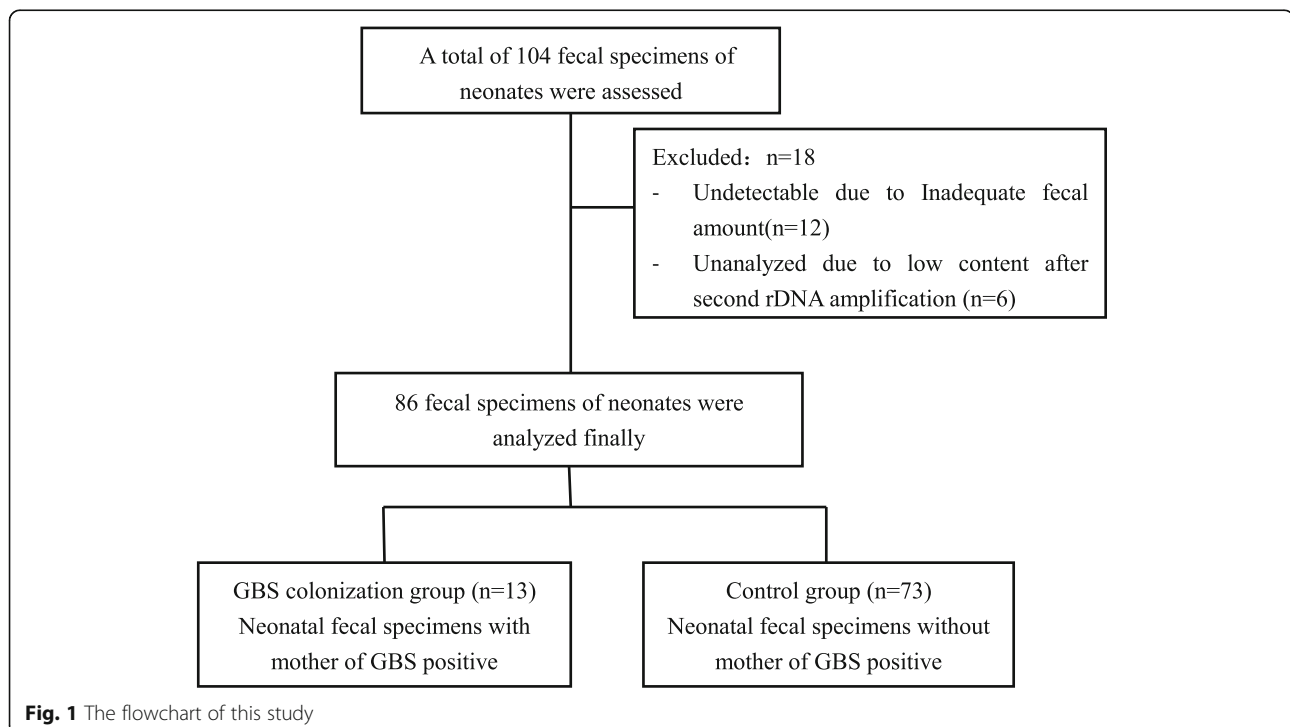 A total of 104 fecal specimens of
neonates were assessed
Excluded：n=18
- Undetectable due to Inadequate fecal
amount(n=12)
- Unanalyzed due to low content after
second rDNA amplification (n=6)
86 fecal specimens of neonates were
analyzed finally
GBS colonization group (n=13)
Neonatal fecal specimens with
mother of GBS positive
Control group (n=73)
Neonatal fecal specimens without
mother of GBS positive
Fig. 1 The flowchart of this study